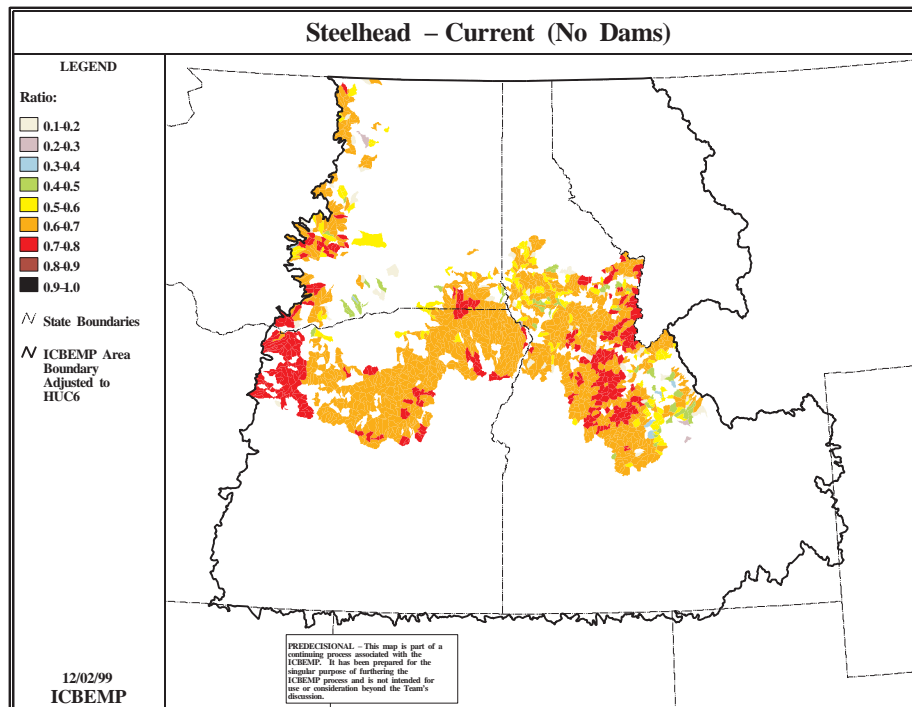 Steelhead – Current (No Dams)
LEGEND
Ratio:
0.1-0.2
0.2-0.3
0.3-0.4
0.4-0.5
0.5-0.6
0.6-0.7
0.7-0.8
0.8-0.9
0.9-1.0
State Boundaries
ICBEMP Area
Boundary
Adjusted to
HUC6
PREDECISIONAL – This map is part of a
continuing process associated with the
ICBEMP. It has been prepared for the
singular purpose of furthering the
ICBEMP process and is not intended for
use or consideration beyond the Team's
discussion.
12/02/99
ICBEMP